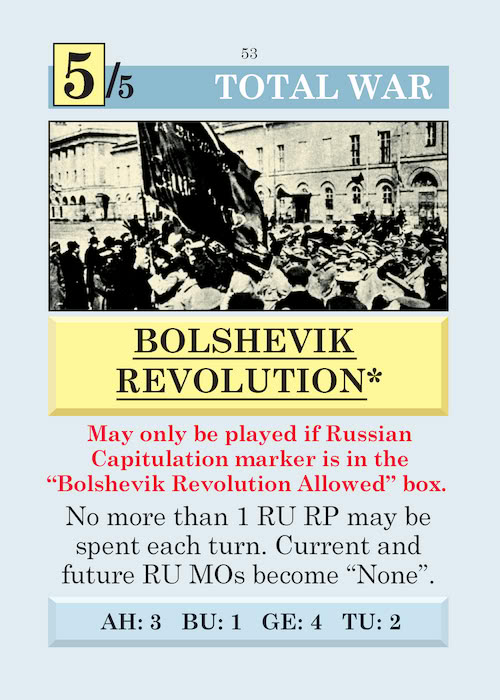 53
5/5
TOTAL WAR
BOLSHEVIK
REVOLUTION*
May only be played if Russian
Capitulation marker is in the
“Bolshevik Revolution Allowed” box.
No more than 1 RU RP may be
spent each turn. Current and
future RU MOs become “None”.
AH: 3 BU: 1 GE: 4 TU: 2